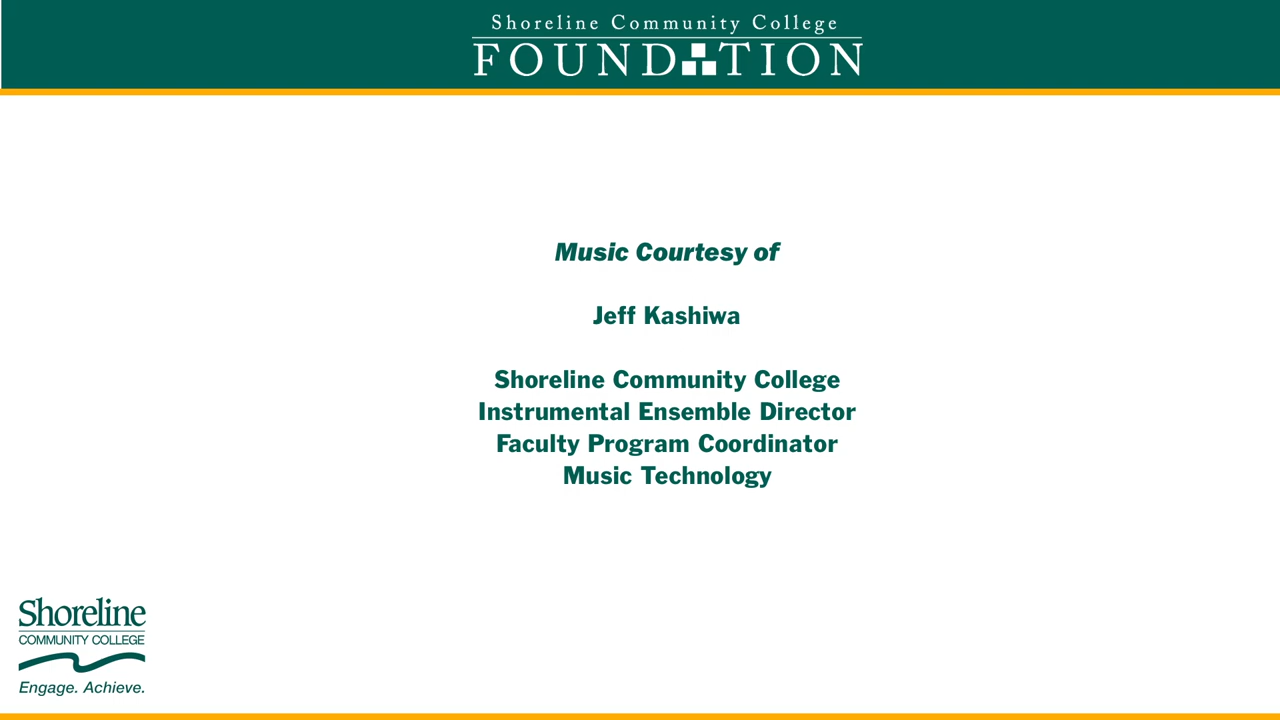 Shoreline Community College
FOUNDATION
Music Courtesy of
Jeff Kashiwa
Shoreline Community College
Instrumental Ensemble Director
Faculty Program Coordinator
Music Technology
Shoreline
COMMUNITY COLLEGE
Engage. Achieve.